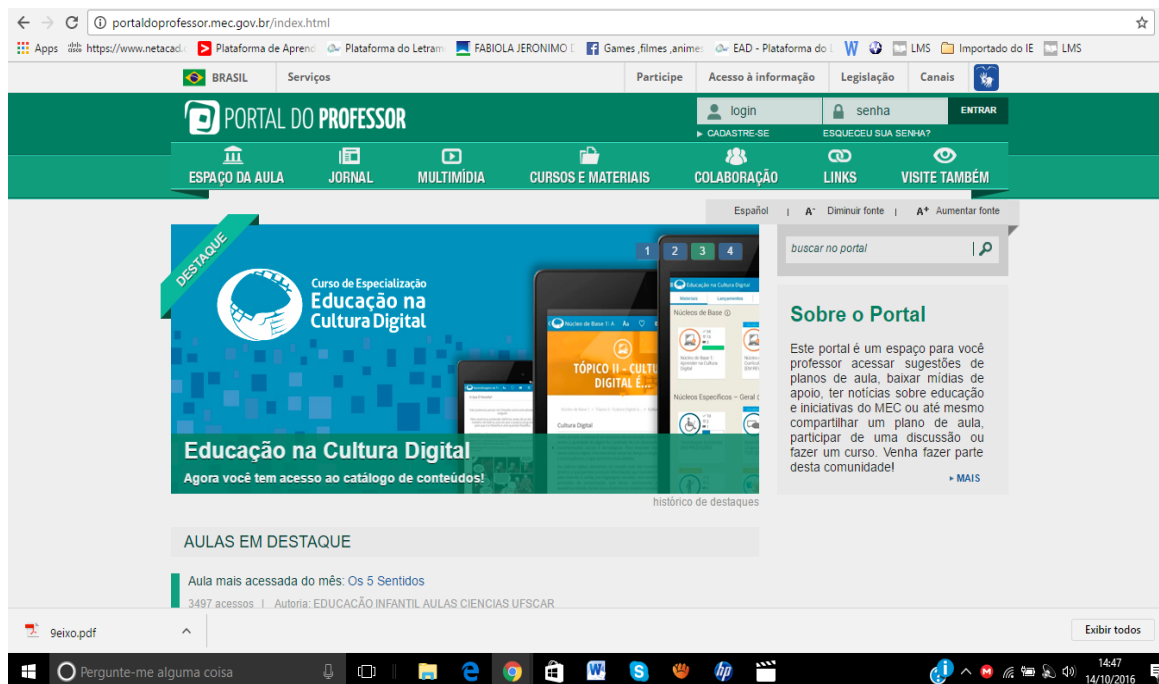 portaldoprofessor.mec.gov.br/index.html
Apps https://www.netacad. Plataforma de Aprend Plataforma do Letram FABIOLA JERONIMO D Games ,filmes ,animes EAD - Plataforma do L LMS Importado do IE LMS
BRASIL Serviços Participe Acesso à informação Legislação Canais
PORTAL DO PROFESSOR
login senha ENTRAR
CADASTRE-SE ESQUECEU SUA SENHA?
ESPAÇO DA AULA JORNAL MULTIMÍDIA CURSOS E MATERIAIS COLABORAÇÃO LINKS VISITE TAMBÉM
Español | A- Diminuir fonte | A+ Aumentar fonte
DESTAQUE
1 2 3 4
Curso de Especialização
Educação na
Cultura Digital
Materiais Lançamentos
Núcleos de Base
TÓPICO II - CULTU
DIGITAL É...
Cultura Digital
Núcleos Específicos - Geral
Educação na Cultura Digital
Agora você tem acesso ao catálogo de conteúdos!
histórico de destaques
buscar no portal
Sobre o Portal
Este portal é um espaço para você
professor acessar sugestões de
planos de aula, baixar mídias de
apoio, ter notícias sobre educação
e iniciativas do MEC ou até mesmo
compartilhar um plano de aula,
participar de uma discussão ou
fazer um curso. Venha fazer parte
desta comunidade!
MAIS
AULAS EM DESTAQUE
Aula mais acessada do mês: Os 5 Sentidos
3497 acessos | Autoria: EDUCACÃO INFANTIL AULAS CIENCIAS UFSCAR
9eixo.pdf Exibir todos
Pergunte-me alguma coisa
14:47
14/10/2016